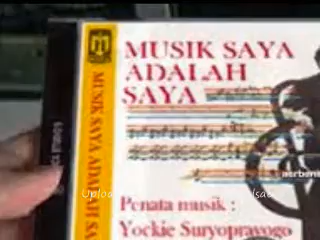 MUSIK SAYA
ADALAH
SAYA
MUSIK SAYA ADALAH SA
Penata musik :
Yockie Suryoprayogo